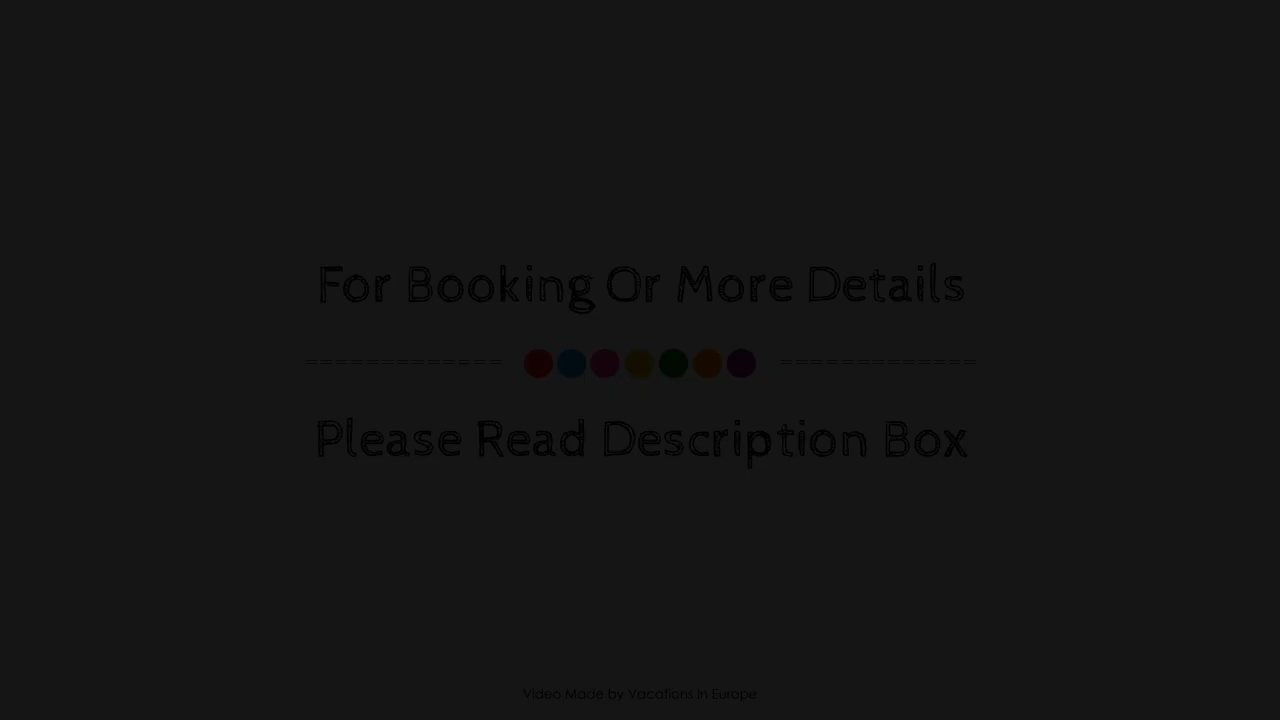 For Booking Or More Details
============= =============
Please Read Description Box
Video Made by Vacations In Europe